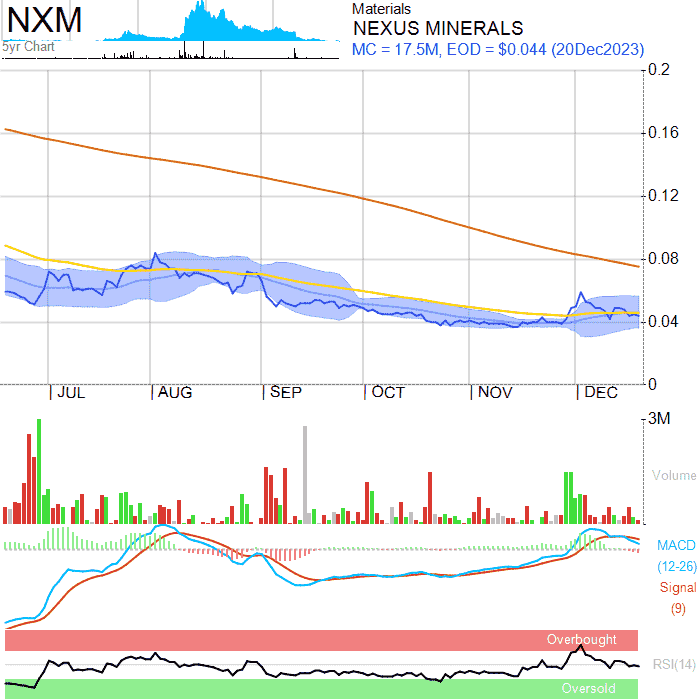 NXM
5yr Chart
Materials
NEXUS MINERALS
MC = 17.5M, EOD = $0.044 (20Dec2023)
0.2
0.16
0.12
0.08
0.04
0
JUL AUG SEP OCT NOV DEC
3M
Volume
MACD
(12-26)
Signal
(9)
Overbought
RSI(14)
Oversold